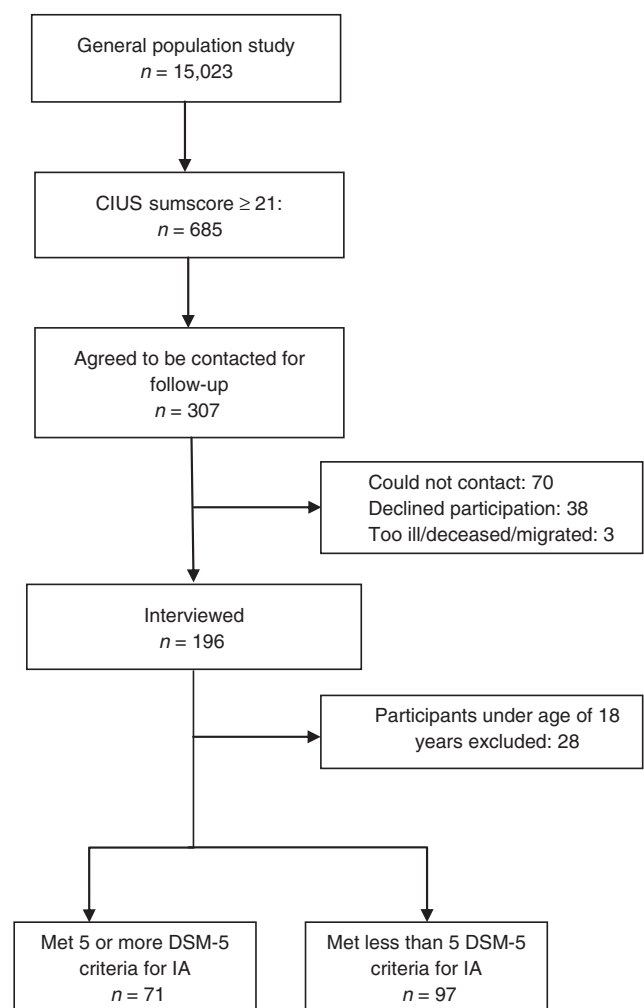 General population study
n = 15,023
CIUS sumscore ≥ 21:
n = 685
Agreed to be contacted for
follow-up
n = 307
Could not contact: 70
Declined participation: 38
Too ill/deceased/migrated: 3
Interviewed
n = 196
Participants under age of 18
years excluded: 28
Met 5 or more DSM-5
criteria for IA
n = 71
Met less than 5 DSM-5
criteria for IA
n = 97